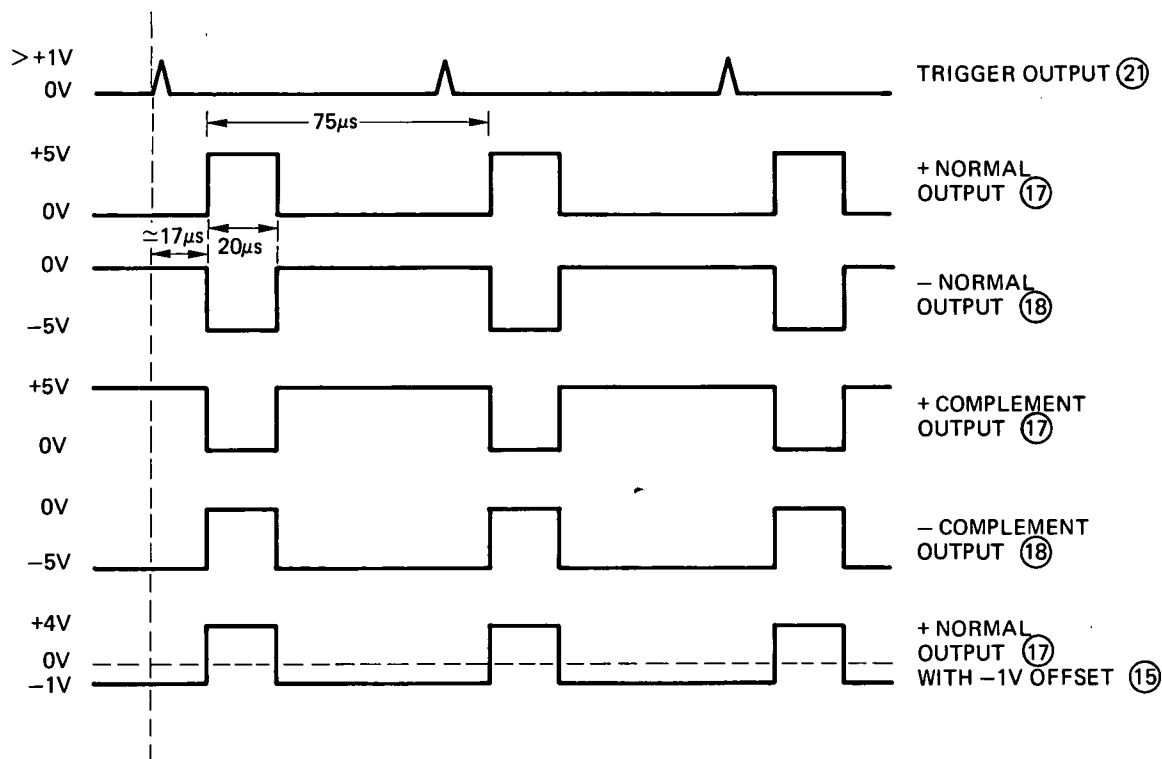 >+1V
0V
TRIGGER OUTPUT 21
75μs
+5V
0V
+ NORMAL
OUTPUT 17
≃17μs
20μs
0V
−5V
− NORMAL
OUTPUT 18
+5V
0V
+ COMPLEMENT
OUTPUT 17
0V
−5V
− COMPLEMENT
OUTPUT 18
+4V
0V
−1V
+ NORMAL
OUTPUT 17
WITH −1V OFFSET 15